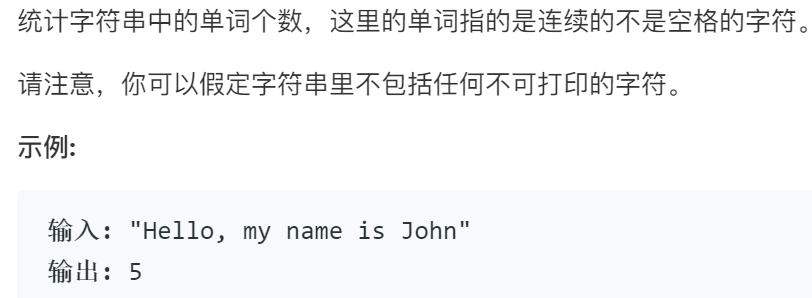 统计字符串中的单词个数，这里的单词指的是连续的不是空格的字符。
请注意，你可以假定字符串里不包括任何不可打印的字符。
示例:
输入: "Hello, my name is John"
输出: 5